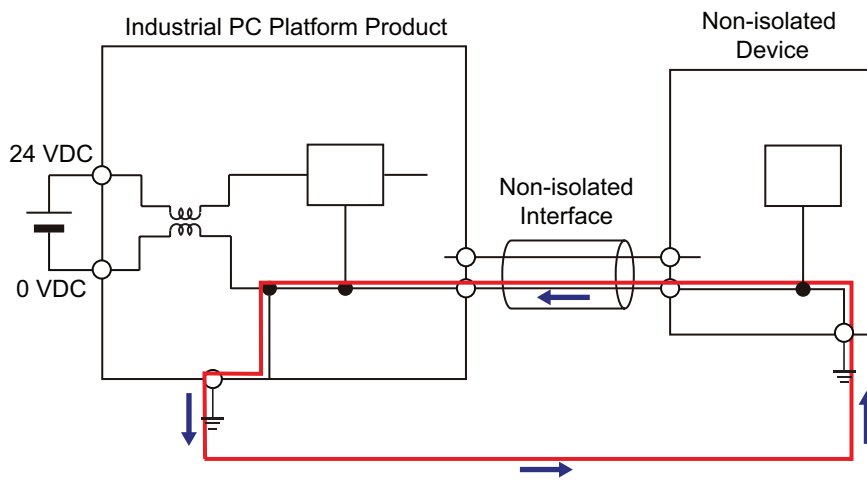 Industrial PC Platform Product
Non-isolated
Device
24 VDC
Non-isolated
Interface
0 VDC